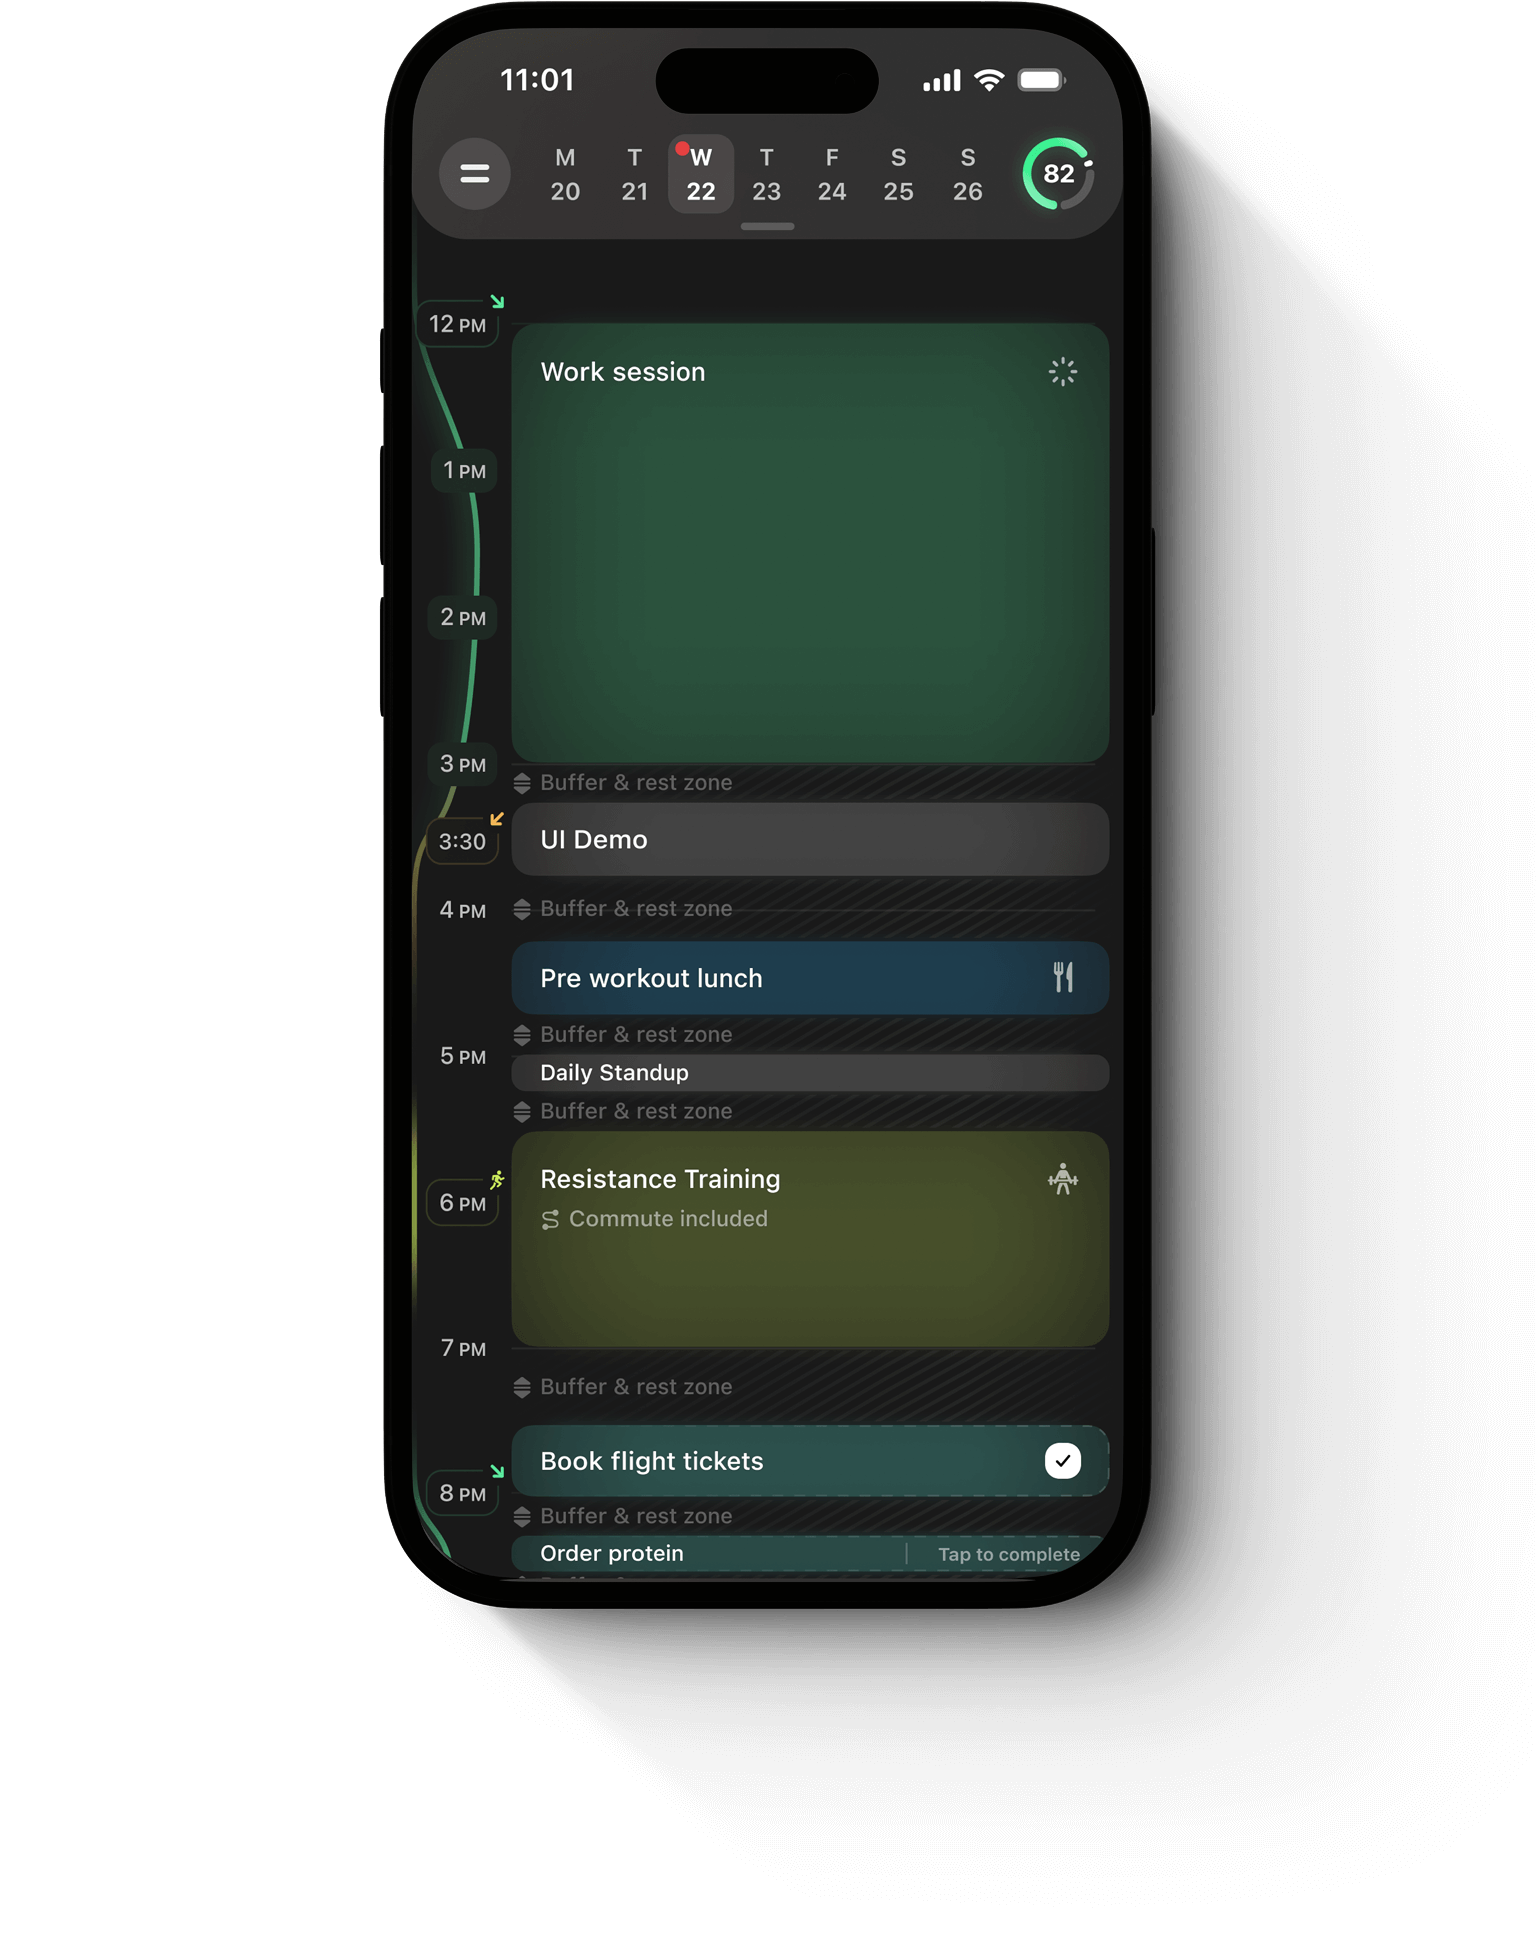 11:01
M T W T F S S
20 21 22 23 24 25 26
82
12 PM
Work session
1 PM
2 PM
3 PM
Buffer & rest zone
3:30
UI Demo
4 PM
Buffer & rest zone
Pre workout lunch
Buffer & rest zone
5 PM
Daily Standup
Buffer & rest zone
Resistance Training
6 PM
Commute included
7 PM
Buffer & rest zone
Book flight tickets
8 PM
Buffer & rest zone
Order protein
Tap to complete